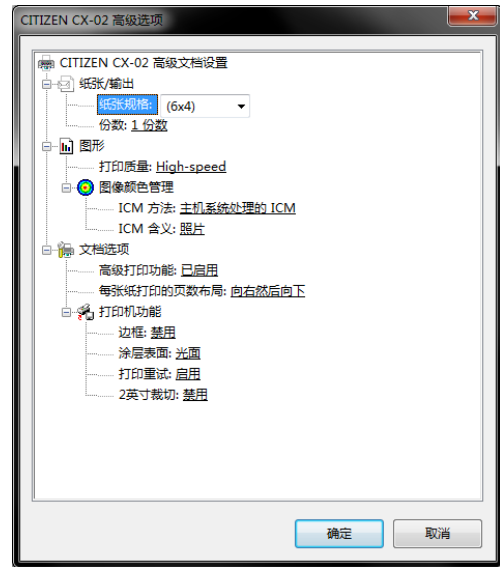 CITIZEN CX-02 高级选项
CITIZEN CX-02 高级文档设置
纸张/输出
纸张规格: (6x4)
份数: 1 份数
图形
打印质量: High-speed
图像颜色管理
ICM 方法: 主机系统处理的 ICM
ICM 含义: 照片
文档选项
高级打印功能: 已启用
每张纸打印的页数布局: 向右然后向下
打印机功能
边框: 禁用
涂层表面: 光面
打印重试: 启用
2英寸裁切: 禁用
确定 取消